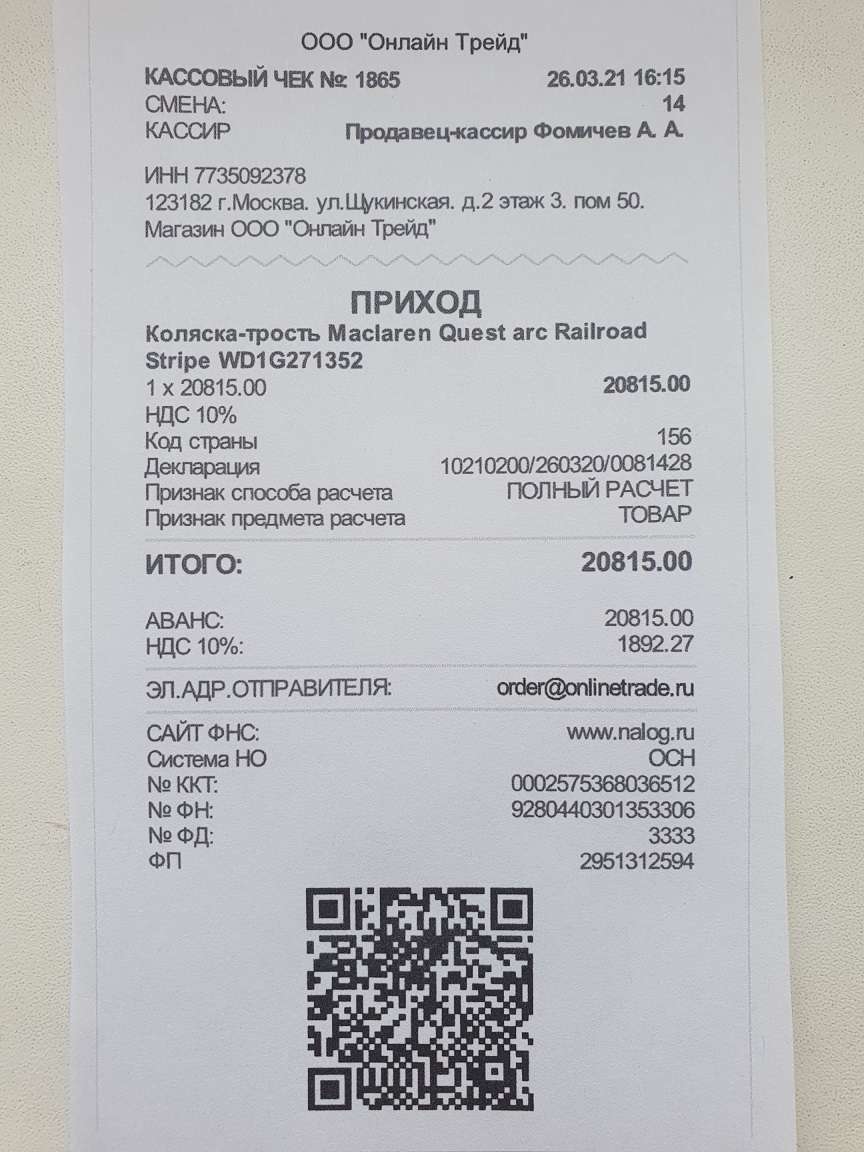 ООО "Онлайн Трейд"
КАССОВЫЙ ЧЕК №: 1865 26.03.21 16:15
СМЕНА: 14
КАССИР Продавец-кассир Фомичев А. А.
ИНН 7735092378
123182 г.Москва. ул.Щукинская. д.2 этаж 3. пом 50.
Магазин ООО "Онлайн Трейд"
ПРИХОД
Коляска-трость Maclaren Quest arc Railroad
Stripe WD1G271352
1 x 20815.00 20815.00
НДС 10%
Код страны 156
Декларация 10210200/260320/0081428
Признак способа расчета ПОЛНЫЙ РАСЧЕТ
Признак предмета расчета ТОВАР
ИТОГО: 20815.00
АВАНС: 20815.00
НДС 10%: 1892.27
ЭЛ.АДР.ОТПРАВИТЕЛЯ: order@onlinetrade.ru
САЙТ ФНС: www.nalog.ru
Система НО ОСН
№ ККТ: 0002575368036512
№ ФН: 9280440301353306
№ ФД: 3333
ФП 2951312594